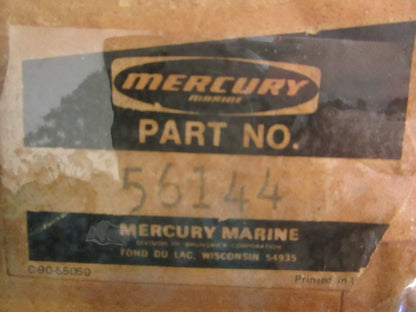 MERCURY
MARINE
PART NO.
56144
MERCURY MARINE
DIVISION OF BRUNSWICK CORPORATION
FOND DU LAC, WISCONSIN 54935
C-90-55050
Printed in